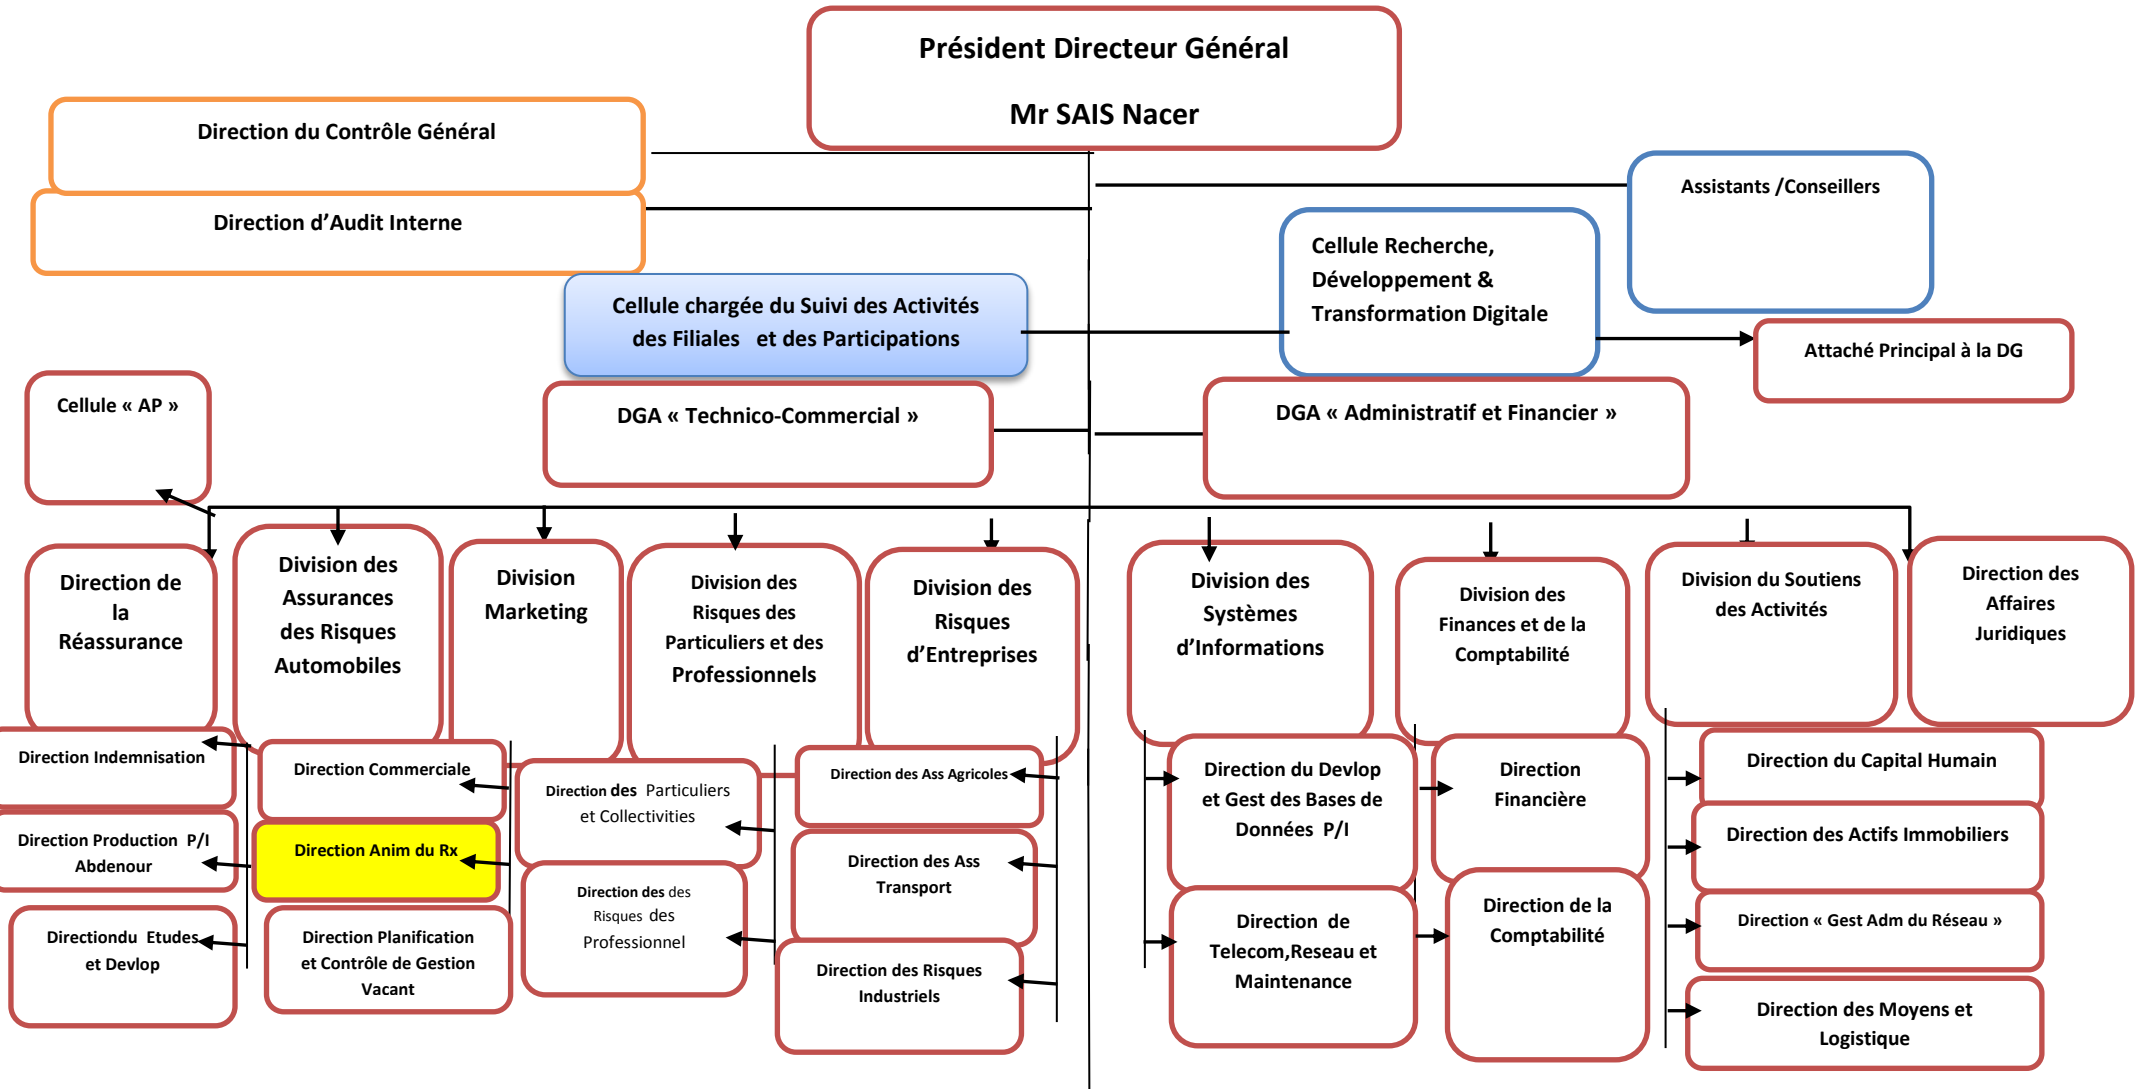 Président Directeur Général
Mr SAIS Nacer
Direction du Contrôle Général
Direction d’Audit Interne
Assistants /Conseillers
Cellule Recherche,
Développement &
Transformation Digitale
Cellule chargée du Suivi des Activités
des Filiales et des Participations
Attaché Principal à la DG
Cellule « AP »
DGA « Technico-Commercial »
DGA « Administratif et Financier »
Direction de
la
Réassurance
Division des
Assurances
des Risques
Automobiles
Division
Marketing
Division des
Risques des
Particuliers et des
Professionnels
Division des
Risques
d’Entreprises
Division des
Systèmes
d’Informations
Division des
Finances et de la
Comptabilité
Division du Soutiens
des Activités
Direction des
Affaires
Juridiques
Direction Indemnisation
Direction Production P/I
Abdenour
Directiondu Etudes
et Devlop
Direction Commerciale
Direction Anim du Rx
Direction Planification
et Contrôle de Gestion
Vacant
Direction des Particuliers
et Collectivities
Direction des des
Risques des
Professionnel
Direction des Ass Agricoles
Direction des Ass
Transport
Direction des Risques
Industriels
Direction du Devlop
et Gest des Bases de
Données P/I
Direction de
Telecom,Reseau et
Maintenance
Direction
Financière
Direction de la
Comptabilité
Direction du Capital Humain
Direction des Actifs Immobiliers
Direction « Gest Adm du Réseau »
Direction des Moyens et
Logistique